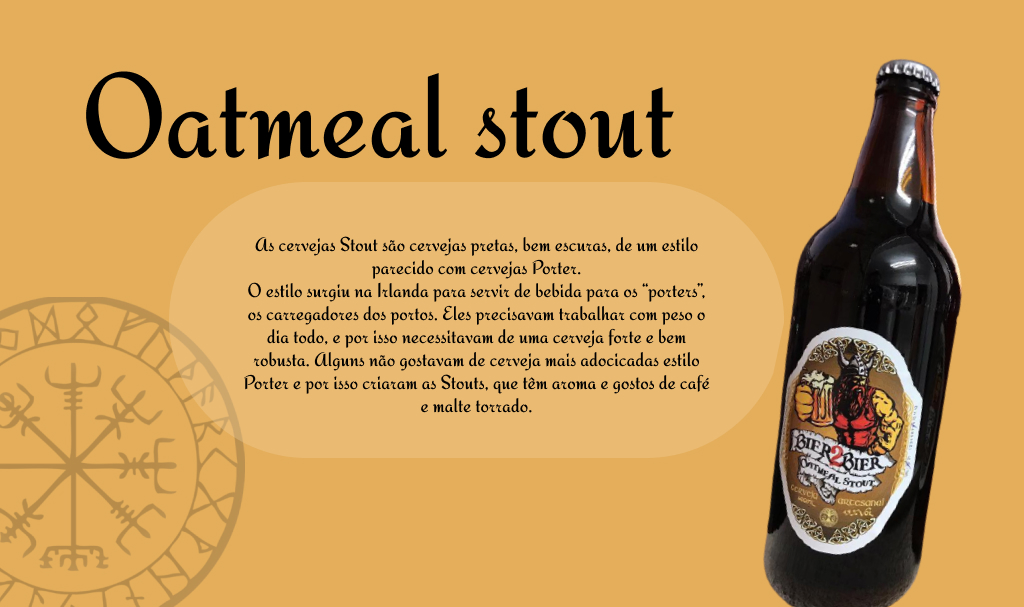 Oatmeal stout
As cervejas Stout são cervejas pretas, bem escuras, de um estilo
parecido com cervejas Porter.
O estilo surgiu na Irlanda para servir de bebida para os “porters”,
os carregadores dos portos. Eles precisavam trabalhar com peso o
dia todo, e por isso necessitavam de uma cerveja forte e bem
robusta. Alguns não gostavam de cerveja mais adocicadas estilo
Porter e por isso criaram as Stouts, que têm aroma e gostos de café
e malte torrado.
BIER2BIER
OATMEAL STOUT
CERVEJA ARTESANAL